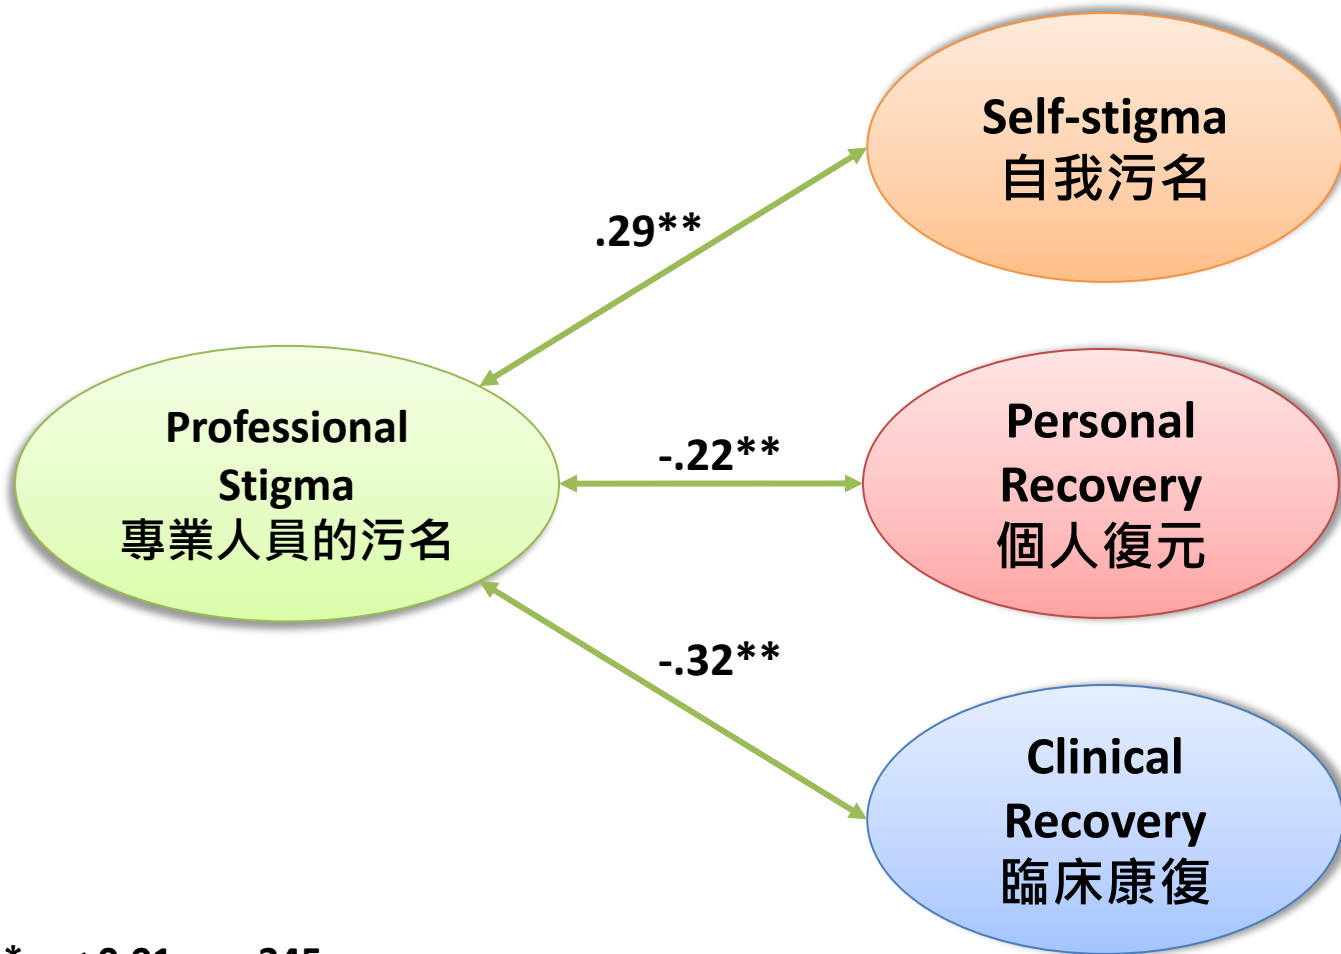 Self-stigma
自我污名
.29**
Professional
Stigma
專業人員的污名
-.22**
Personal
Recovery
個人復元
-.32**
Clinical
Recovery
臨床康復